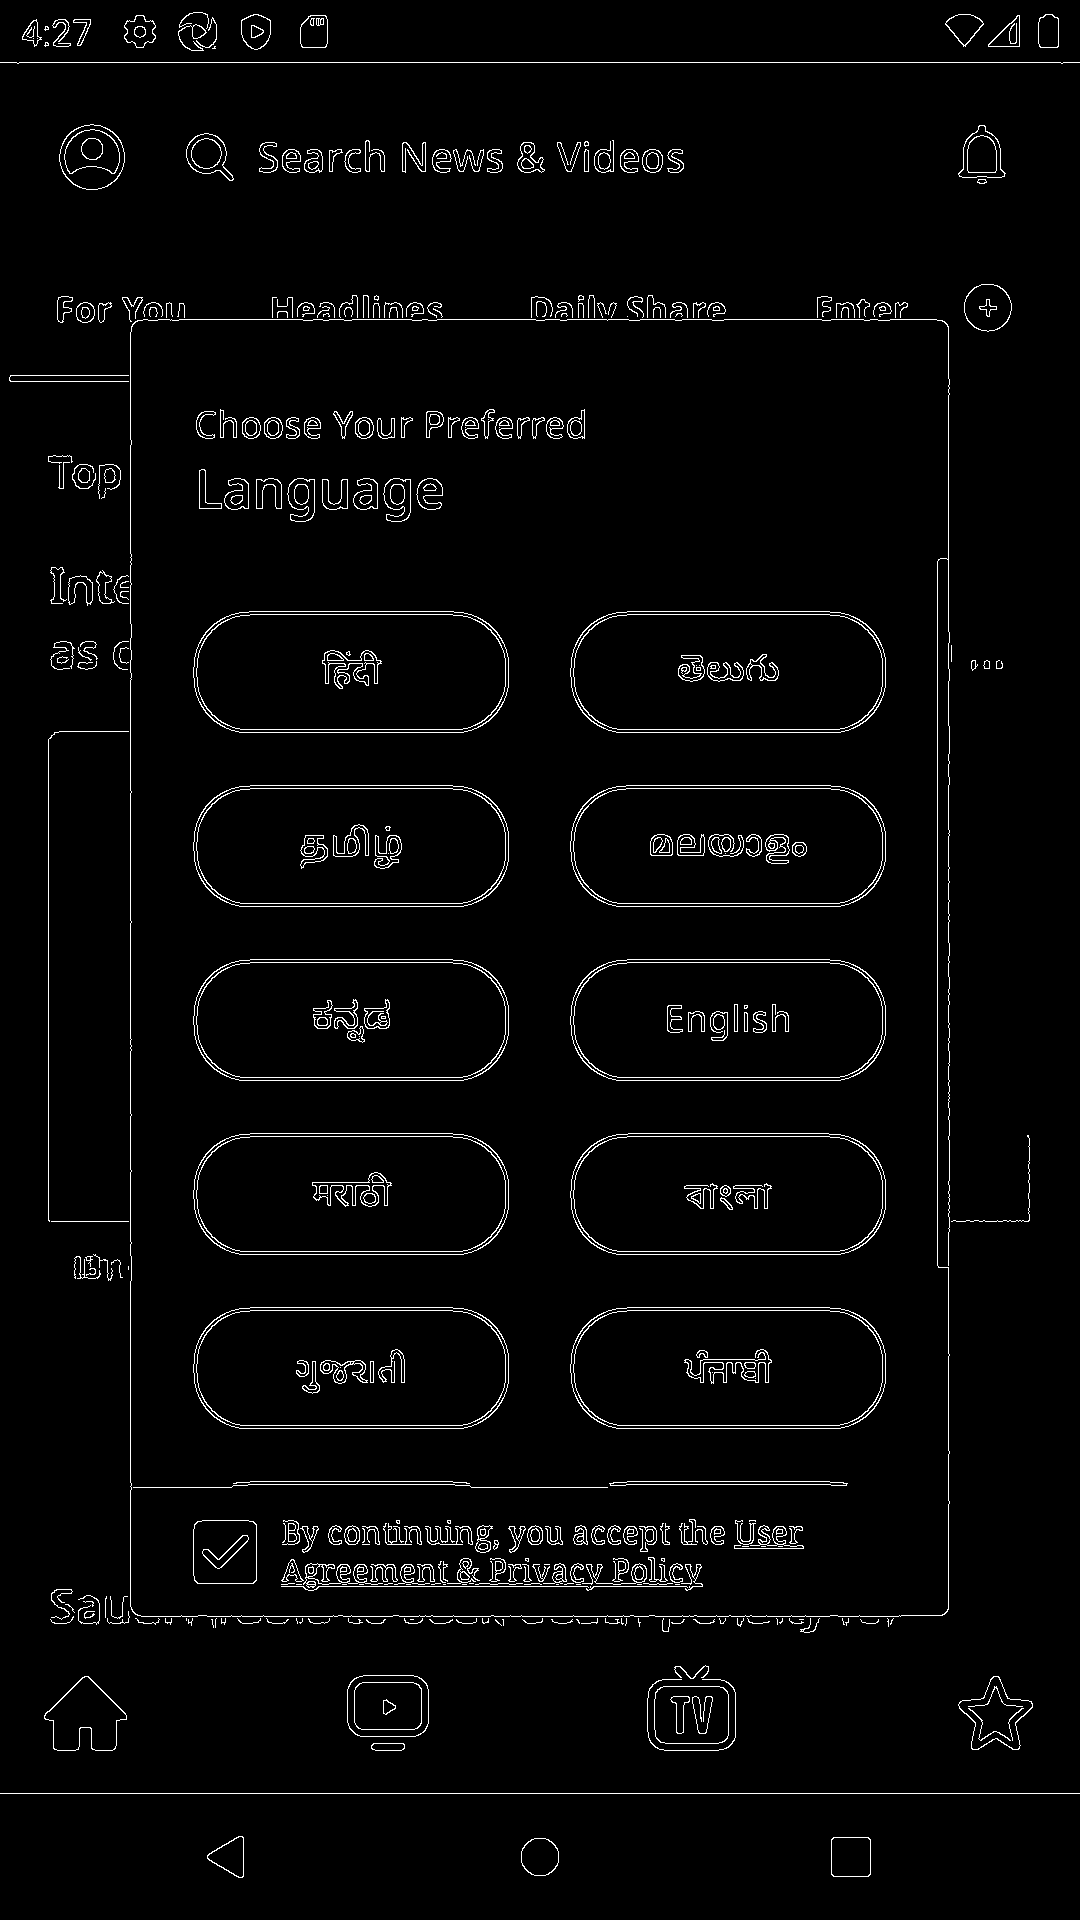 4:27
Search News & Videos
For You Headlines Daily Share Enter
Choose Your Preferred
Top
Language
Inte
as
हिंदी తెలుగు
தமிழ் മലയാളം
ಕನ್ನಡ English
मराठी বাংলা
ગુજરાતી ਪੰਜਾਬੀ
By continuing, you accept the User
Agreement & Privacy Policy
TV